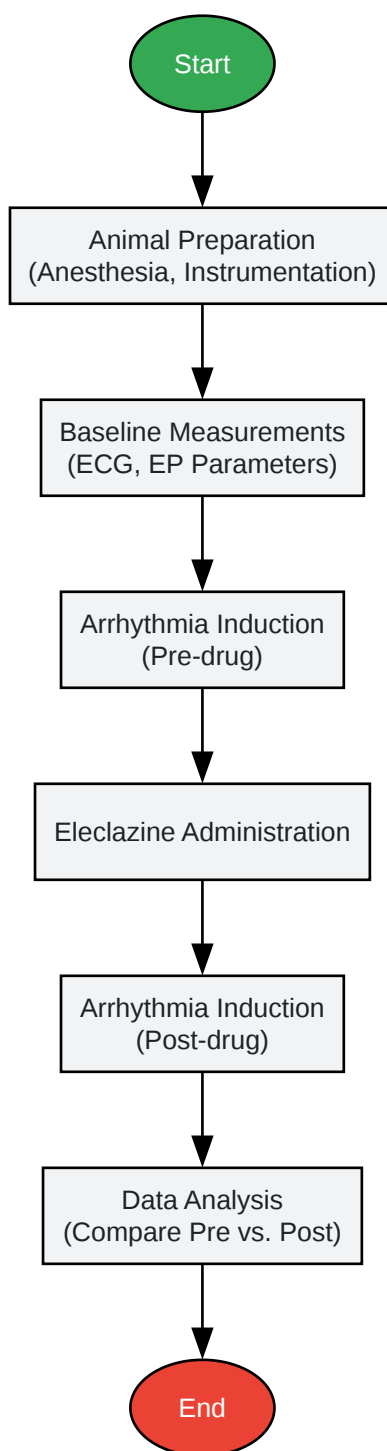 Start
Animal Preparation
(Anesthesia, Instrumentation)
Baseline Measurements
(ECG, EP Parameters)
Arrhythmia Induction
(Pre-drug)
Eleclazine Administration
Arrhythmia Induction
(Post-drug)
Data Analysis
(Compare Pre vs. Post)
End